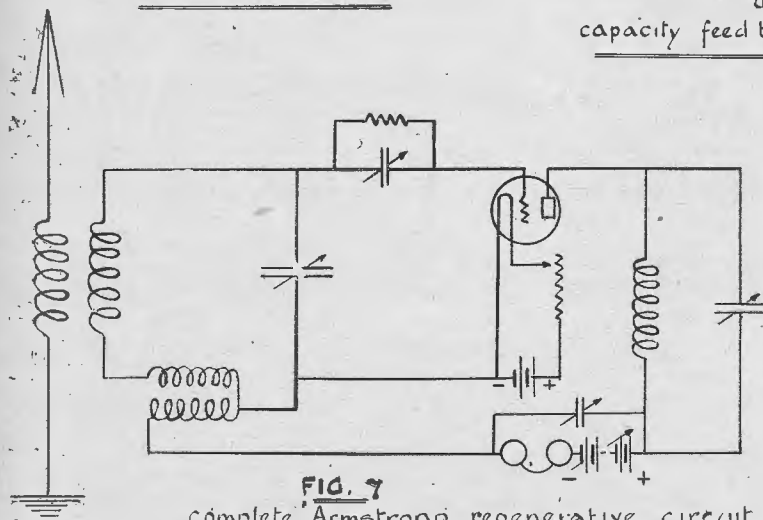 capacity feed
- +
- +
FIG. 7
complete Armstrong regenerative circuit